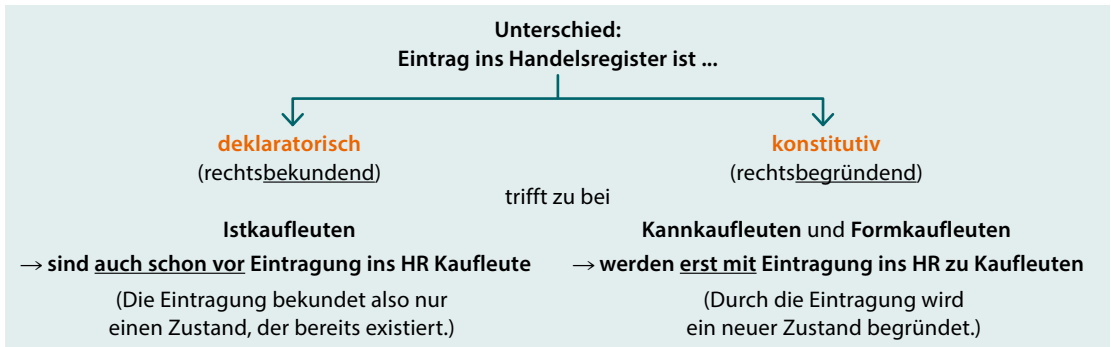 Unterschied:
Eintrag ins Handelsregister ist ...
deklaratorisch
(rechtsbekundend)
konstitutiv
(rechtsbegründend)
trifft zu bei
Istkaufleuten
→ sind auch schon vor Eintragung ins HR Kaufleute
(Die Eintragung bekundet also nur
einen Zustand, der bereits existiert.)
Kannkaufleuten und Formkaufleuten
→ werden erst mit Eintragung ins HR zu Kaufleuten
(Durch die Eintragung wird
ein neuer Zustand begründet.)